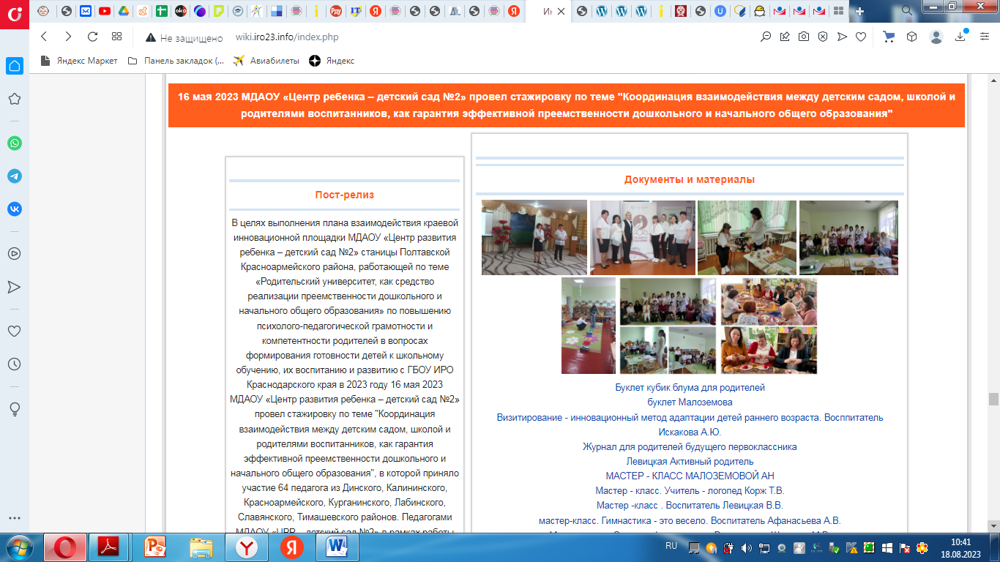 Ин
Не защищено wiki.iro23.info/index.php
Яндекс Маркет
Панель закладок (...
Авиабилеты
Яндекс
16 мая 2023 МДАОУ «Центр ребенка – детский сад №2» провел стажировку по теме "Координация взаимодействия между детским садом, школой и
родителями воспитанников, как гарантия эффективной преемственности дошкольного и начального общего образования"
Пост-релиз
В целях выполнения плана взаимодействия краевой
инновационной площадки МДАОУ «Центр развития
ребенка – детский сад №2» станицы Полтавской
Красноармейского района, работающей по теме
«Родительский университет, как средство
реализации преемственности дошкольного и
начального общего образования» по повышению
психолого-педагогической грамотности и
компетентности родителей в вопросах
формирования готовности детей к школьному
обучению, их воспитанию и развитию с ГБОУ ИРО
Краснодарского края в 2023 году 16 мая 2023
МДАОУ «Центр развития ребенка – детский сад №2»
провел стажировку по теме "Координация
взаимодействия между детским садом, школой и
родителями воспитанников, как гарантия
эффективной преемственности дошкольного и
начального общего образования", в которой приняло
участие 64 педагога из Динского, Калининского,
Красноармейского, Курганинского, Лабинского,
Славянского, Тимашевского районов. Педагогами
МДАОУ «ЦРР – детский сад №2» в рамках работы
Документы и материалы
Буклет кубик блума для родителей
буклет Малоземова
Визитирование - инновационный метод адаптации детей раннего возраста. Восппитатель
Искакова А.Ю.
Журнал для родителей будущего первоклассника
Левицкая Активный родитель
МАСТЕР - КЛАСС МАЛОЗЕМОВОЙ АН
Мастер - класс. Учитель - логопед Корж Т.В.
Мастер -класс . Воспитатель Левицкая В.В.
мастер-класс. Гимнастика - это весело. Воспитатель Афанасьева А.В.
RU
10:41
18.08.2023